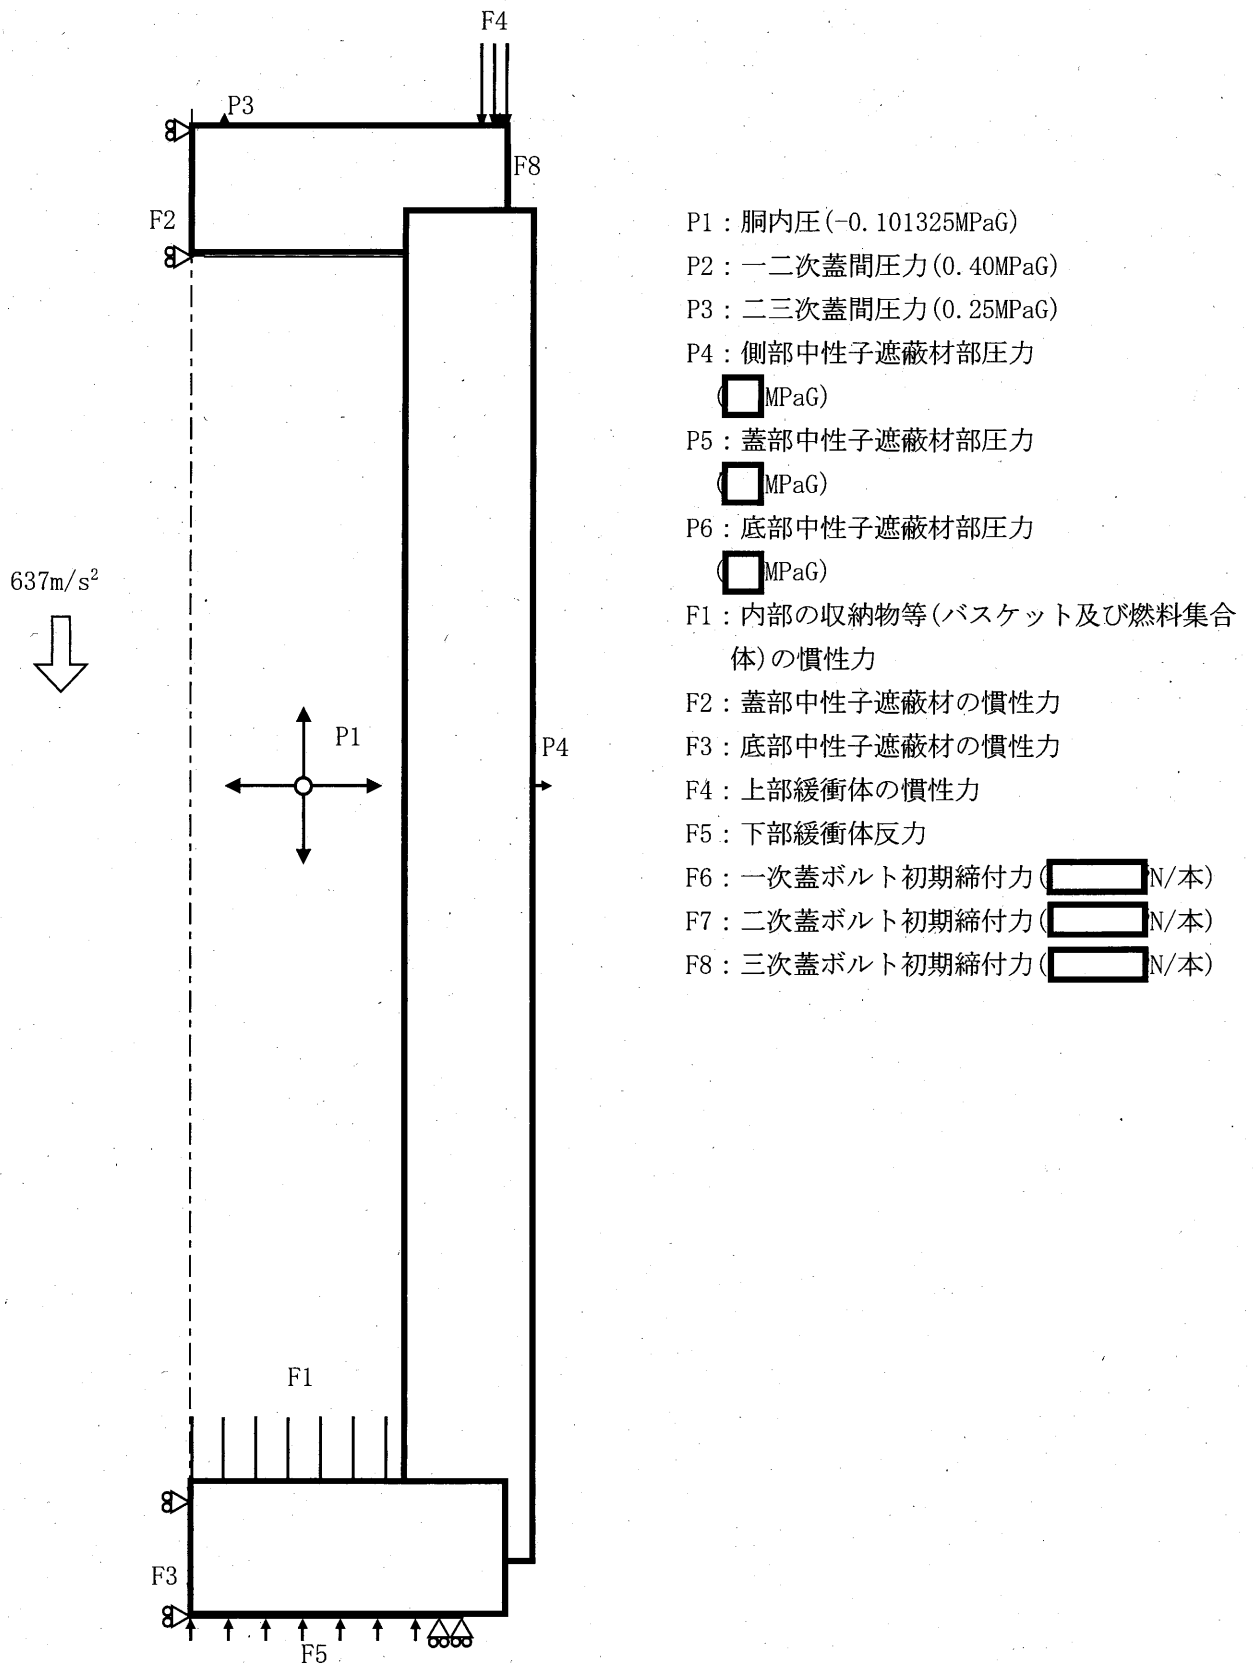 F4
P3
F8
F2
637m/s²
P1
P4
F1
F3
F5
P1：胴内圧(-0.101325MPaG)
P2：一二次蓋間圧力(0.40MPaG)
P3：二三次蓋間圧力(0.25MPaG)
P4：側部中性子遮蔽材部圧力
( MPaG)
P5：蓋部中性子遮蔽材部圧力
( MPaG)
P6：底部中性子遮蔽材部圧力
( MPaG)
F1：内部の収納物等(バスケット及び燃料集合
体)の慣性力
F2：蓋部中性子遮蔽材の慣性力
F3：底部中性子遮蔽材の慣性力
F4：上部緩衝体の慣性力
F5：下部緩衝体反力
F6：一次蓋ボルト初期締付力( N/本)
F7：二次蓋ボルト初期締付力( N/本)
F8：三次蓋ボルト初期締付力( N/本)